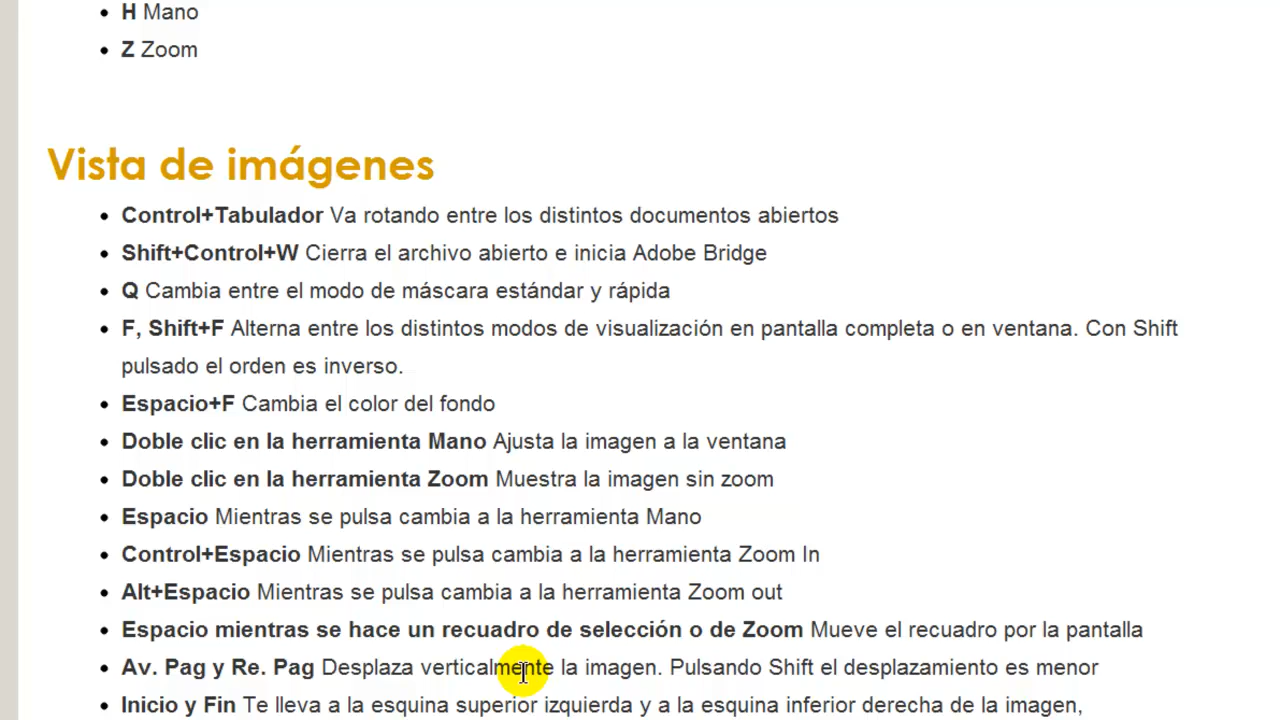 H Mano
Z Zoom
Vista de imágenes
Control+Tabulador Va rotando entre los distintos documentos abiertos
Shift+Control+W Cierra el archivo abierto e inicia Adobe Bridge
Q Cambia entre el modo de máscara estándar y rápida
F, Shift+F Alterna entre los distintos modos de visualización en pantalla completa o en ventana. Con Shift
pulsado el orden es inverso.
Espacio+F Cambia el color del fondo
Doble clic en la herramienta Mano Ajusta la imagen a la ventana
Doble clic en la herramienta Zoom Muestra la imagen sin zoom
Espacio Mientras se pulsa cambia a la herramienta Mano
Control+Espacio Mientras se pulsa cambia a la herramienta Zoom In
Alt+Espacio Mientras se pulsa cambia a la herramienta Zoom out
Espacio mientras se hace un recuadro de selección o de Zoom Mueve el recuadro por la pantalla
Av. Pag y Re. Pag Desplaza verticalmente la imagen. Pulsando Shift el desplazamiento es menor
Inicio y Fin Te lleva a la esquina superior izquierda y a la esquina inferior derecha de la imagen,